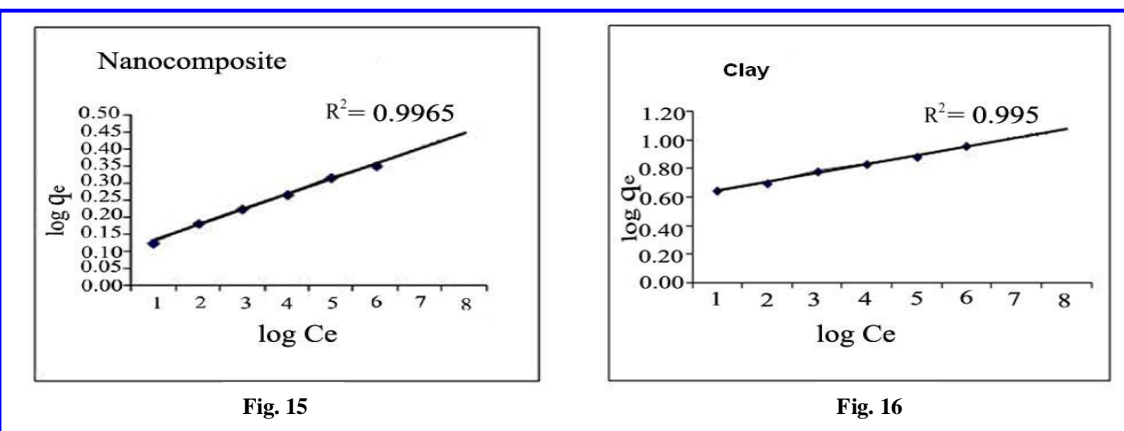 Nanocomposite
R²= 0.9965
0.50
0.45
0.40
0.35
0.30
0.25
0.20
0.15
0.10
0.05
0.00
log qe
1 2 3 4 5 6 7 8
log Ce
Fig. 15
Clay
R²= 0.995
1.20
1.00
0.80
0.60
0.40
0.20
0.00
log qe
1 2 3 4 5 6 7 8
log Ce
Fig. 16